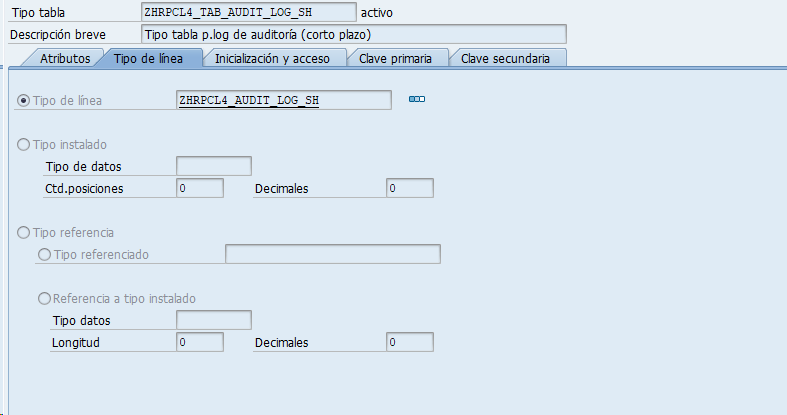 Tipo tabla ZHRPCL4_TAB_AUDIT_LOG_SH activo
Descripción breve Tipo tabla p.log de auditoría (corto plazo)
Atributos Tipo de línea Inicialización y acceso Clave primaria Clave secundaria
Tipo de línea ZHRPCL4_AUDIT_LOG_SH
Tipo instalado
Tipo de datos
Ctd.posiciones 0 Decimales 0
Tipo referencia
Tipo referenciado
Referencia a tipo instalado
Tipo datos
Longitud 0 Decimales 0